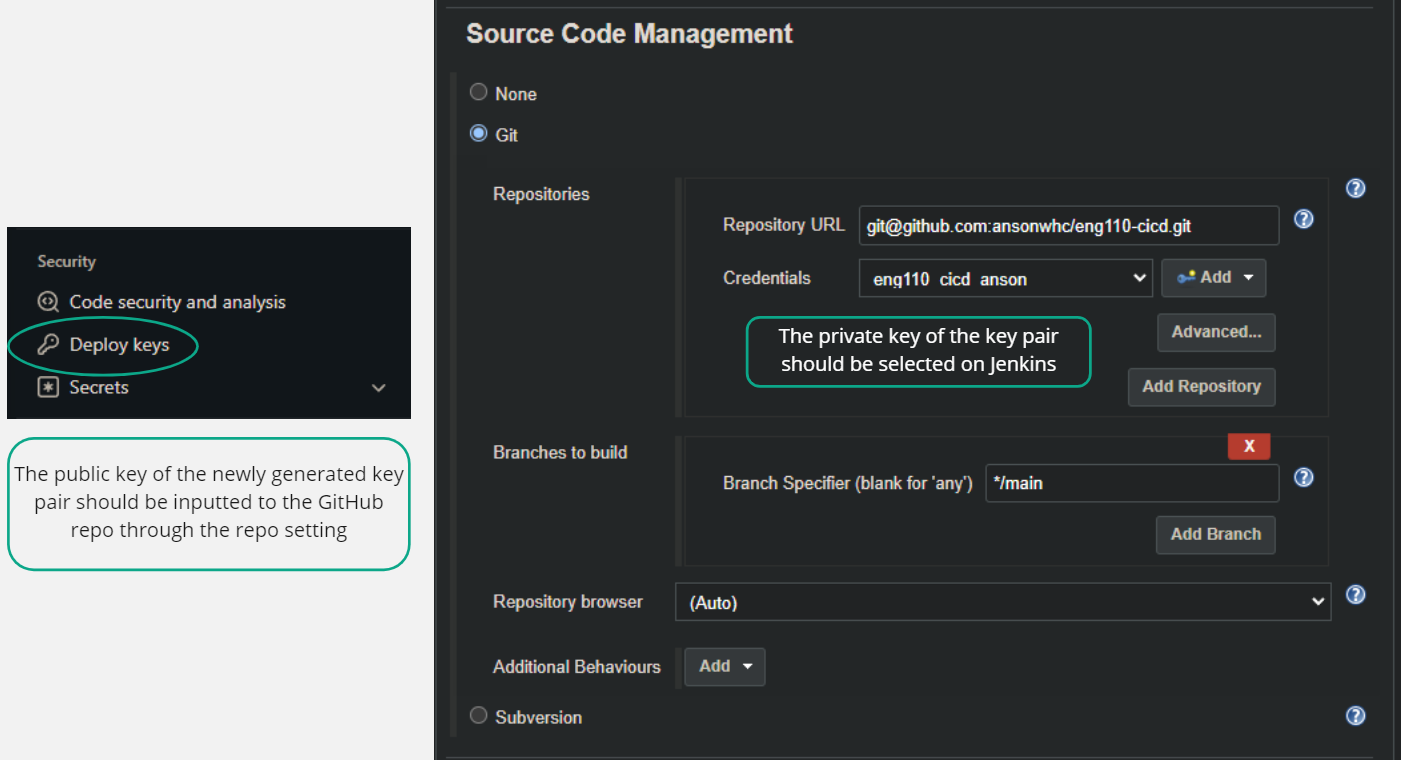 Security
Code security and analysis
Deploy keys
Secrets
The public key of the newly generated key
pair should be inputted to the GitHub
repo through the repo setting
Source Code Management
None
Git
Repositories
Repository URL git@github.com:ansonwhc/eng110-cicd.git
Credentials eng110 cicd anson Add
The private key of the key pair
should be selected on Jenkins
Advanced...
Add Repository
Branches to build
X
Branch Specifier (blank for 'any') */main
Add Branch
Repository browser (Auto)
Additional Behaviours Add
Subversion